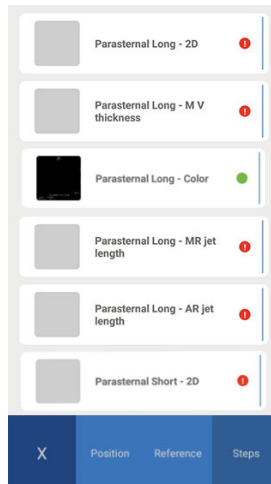 Parasternal Long - 2D
Parasternal Long - M V
thickness
Parasternal Long - Color
Parasternal Long - MR jet
length
Parasternal Long - AR jet
length
Parasternal Short - 2D
X Position Reference Steps